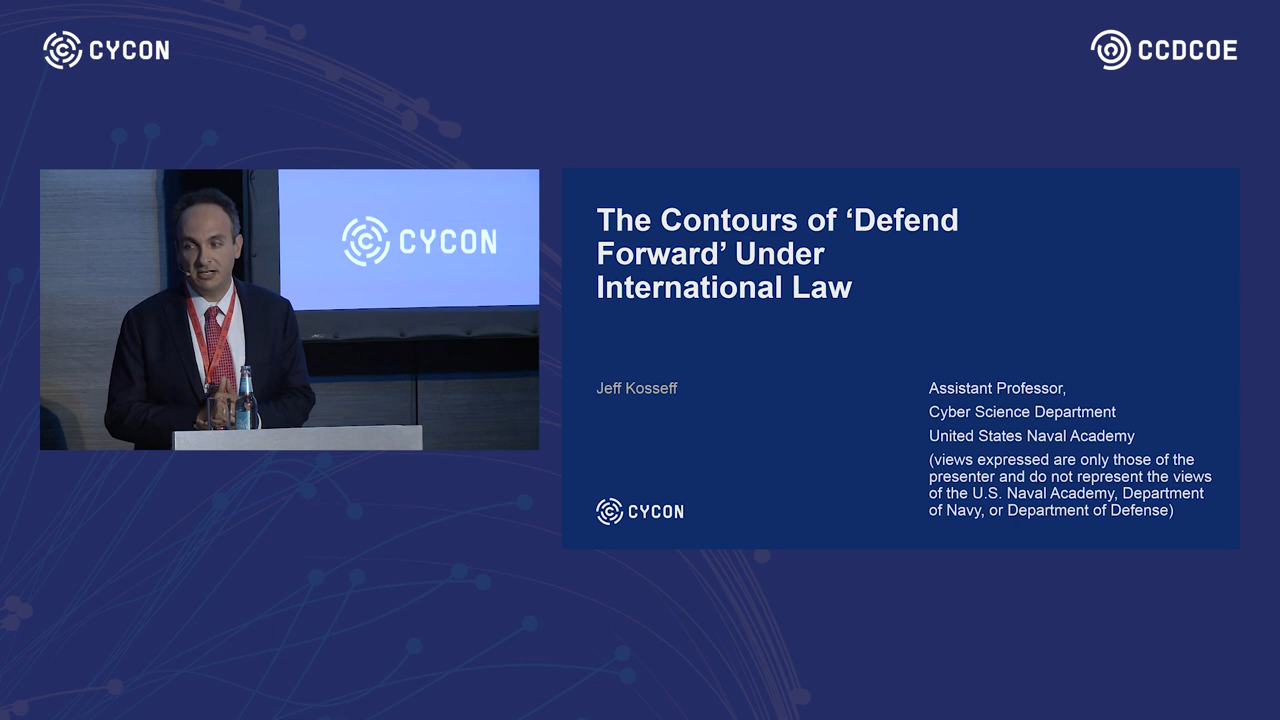 CYCON
CCDCOE
CYCON
The Contours of ‘Defend
Forward’ Under
International Law
Jeff Kosseff
Assistant Professor,
Cyber Science Department
United States Naval Academy
(views expressed are only those of the
presenter and do not represent the views
of the U.S. Naval Academy, Department
of Navy, or Department of Defense)
CYCON